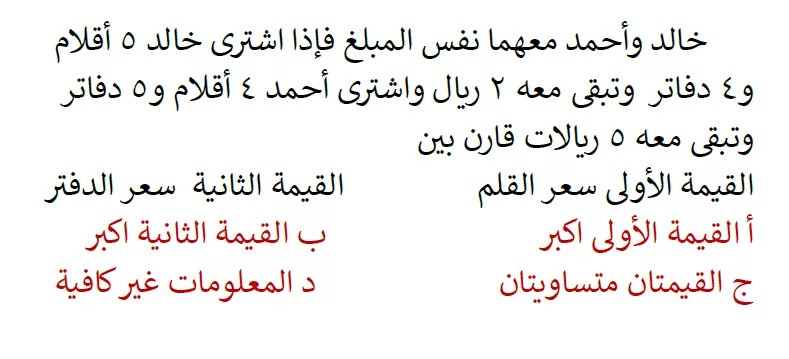 خالد وأحمد معهما نفس المبلغ فإذا اشترى خالد ٥ أقلام
و٤ دفاتر وتبقى معه ٢ ريال واشترى أحمد ٤ أقلام و٥ دفاتر
وتبقى معه ٥ ريالات قارن بين
القيمة الأولى سعر القلم القيمة الثانية سعر الدفتر
أ القيمة الأولى اكبر ب القيمة الثانية اكبر
ج القيمتان متساويتان د المعلومات غير كافية